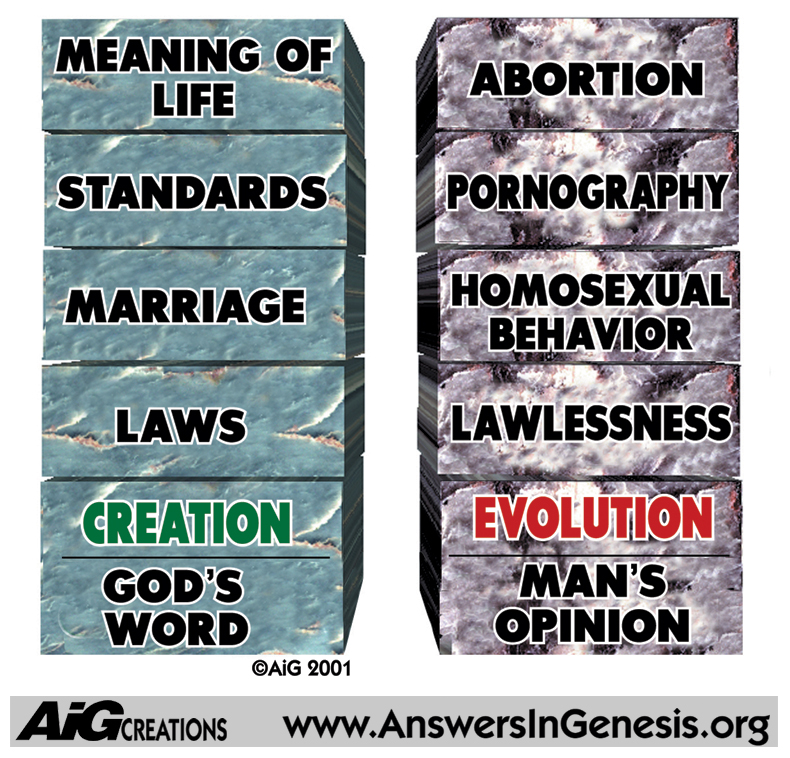 MEANING OF
LIFE
STANDARDS
MARRIAGE
LAWS
CREATION
GOD'S
WORD
ABORTION
PORNOGRAPHY
HOMOSEXUAL
BEHAVIOR
LAWLESSNESS
EVOLUTION
MAN'S
OPINION
©AiG 2001
AiG CREATIONS www.AnswersInGenesis.org